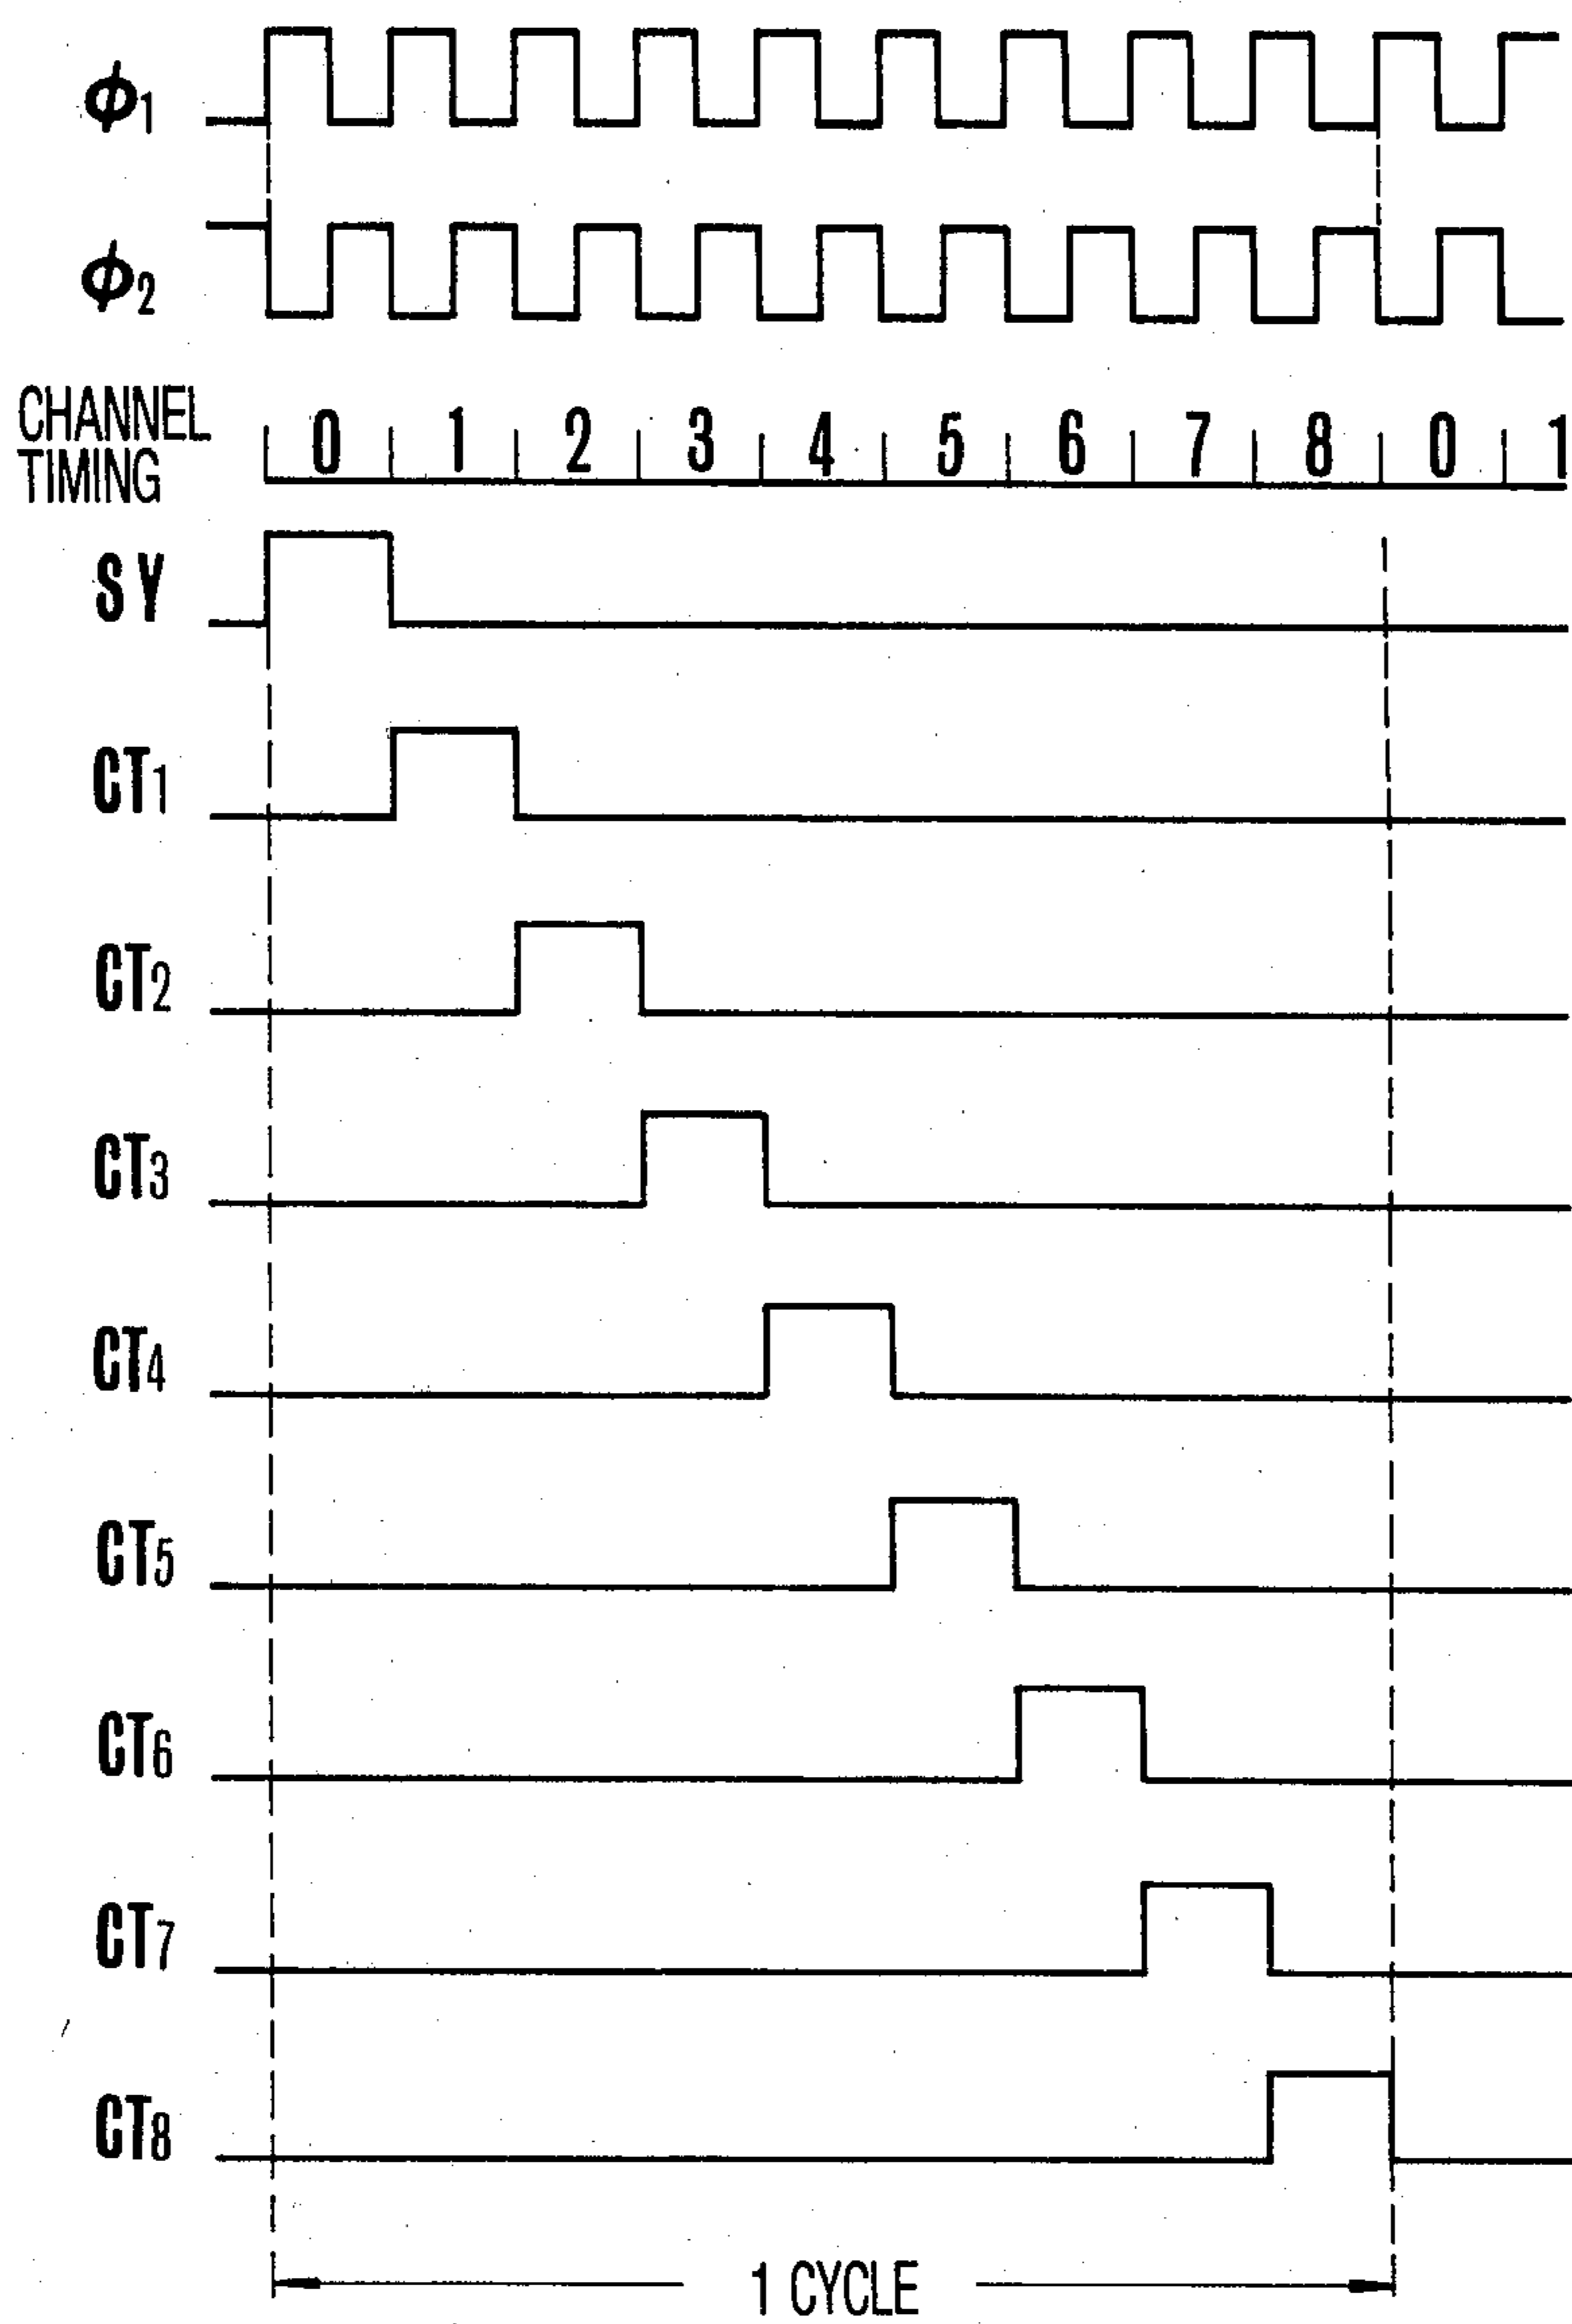 ϕ1
ϕ2
CHANNEL
TIMING
0 1 2 3 4 5 6 7 8 0 1
SY
CT1
CT2
CT3
CT4
CT5
CT6
CT7
CT8
1 CYCLE